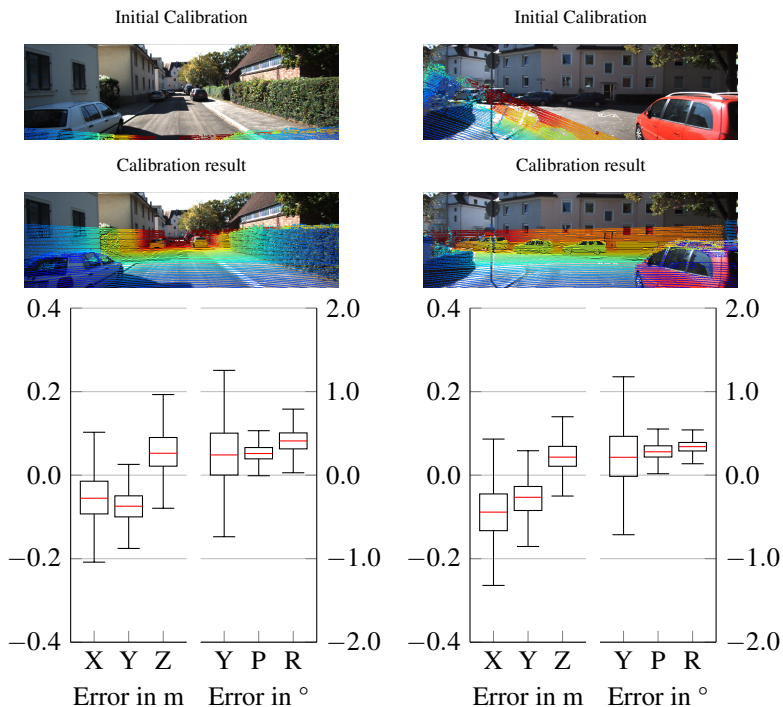 Initial Calibration
Initial Calibration
Calibration result
Calibration result
0.4
0.2
0.0
−0.2
−0.4
2.0
1.0
0.0
−1.0
−2.0
X Y Z
Y P R
Error in m
Error in °
0.4
0.2
0.0
−0.2
−0.4
2.0
1.0
0.0
−1.0
−2.0
X Y Z
Y P R
Error in m
Error in °